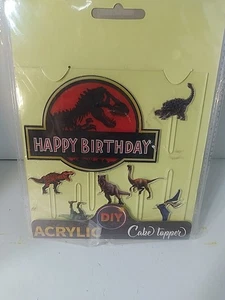 HAPPY BIRTHDAY
DIY
ACRYLIC
Cake topper